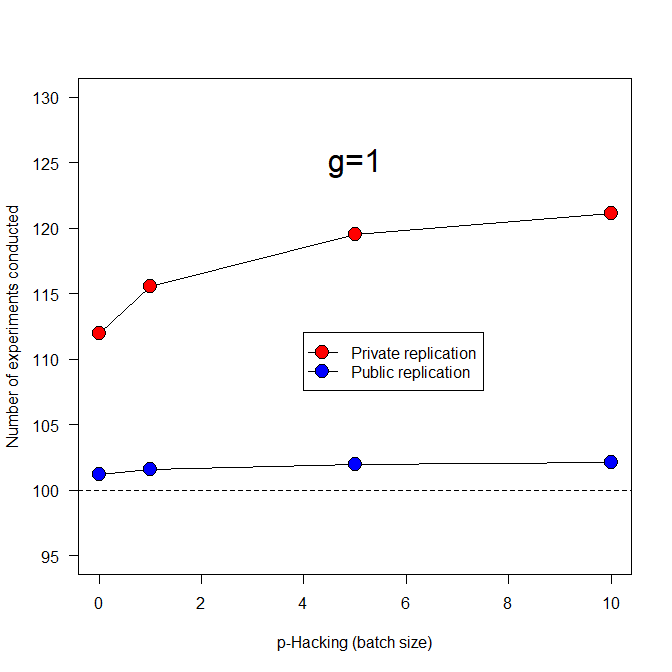 130
125
120
115
110
105
100
95
Number of experiments conducted
g=1
Private replication
Public replication
0 2 4 6 8 10
p-Hacking (batch size)